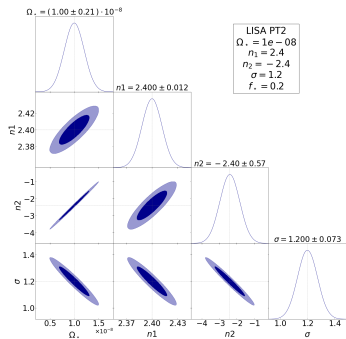 Ω⋆ = (1.00 ± 0.21) · 10⁻⁸
LISA PT2
Ω⋆ = 1e − 08
n₁ = 2.4
n₂ = −2.4
σ = 1.2
f⋆ = 0.2
n1 = 2.400 ± 0.012
n1
2.42
2.40
2.38
n2 = −2.40 ± 0.57
n2
−1
−2
−3
−4
σ = 1.200 ± 0.073
σ
1.4
1.2
1.0
0.5 1.0 1.5 2.37 2.40 2.43 −4 −3 −2 −1 1.0 1.2 1.4
×10⁻⁸
Ω⋆ n1 n2 σ